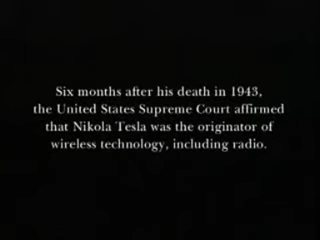 Six months after his death in 1943,
the United States Supreme Court affirmed
that Nikola Tesla was the originator of
wireless technology, including radio.